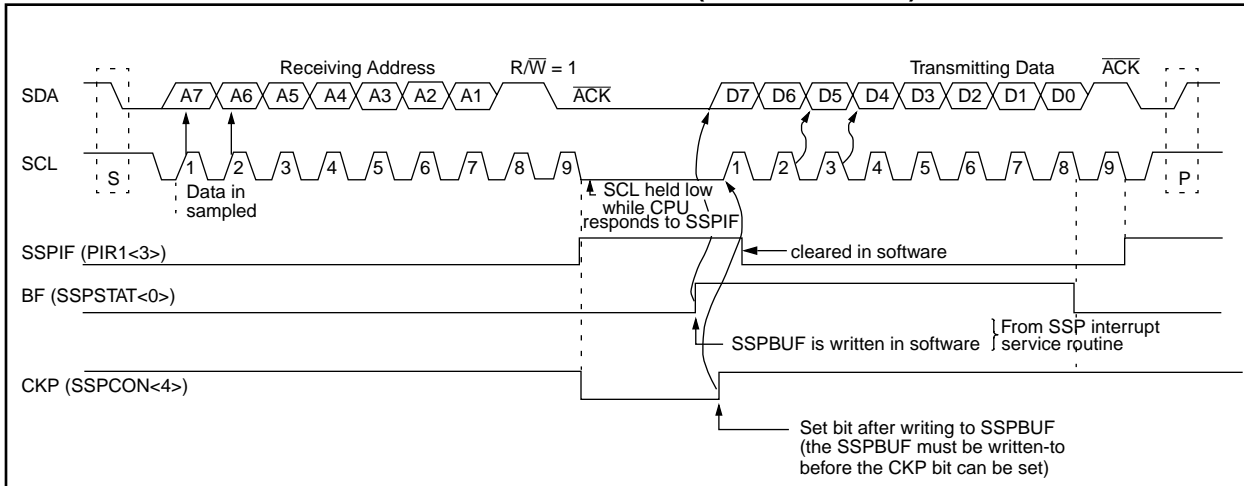 Receiving Address
R/W = 1
Transmitting Data
ACK
SDA
A7 A6 A5 A4 A3 A2 A1
ACK
D7 D6 D5 D4 D3 D2 D1 D0
SCL
S
1 2 3 4 5 6 7 8 9
1 2 3 4 5 6 7 8 9
P
Data in
sampled
SCL held low
while CPU
responds to SSPIF
SSPIF (PIR1<3>)
cleared in software
BF (SSPSTAT<0>)
SSPBUF is written in software
From SSP interrupt
service routine
CKP (SSPCON<4>)
Set bit after writing to SSPBUF
(the SSPBUF must be written-to
before the CKP bit can be set)